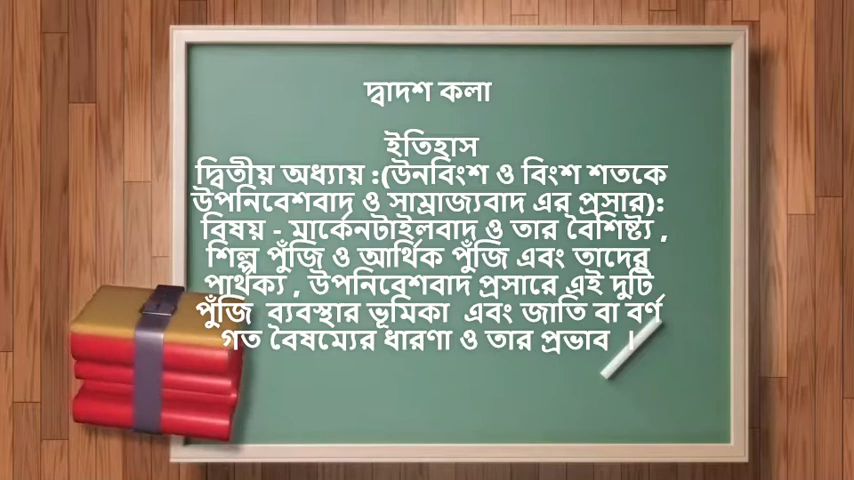 দ্বাদশ কলা
ইতিহাস
দ্বিতীয় অধ্যায় :(উনবিংশ ও বিংশ শতকে
উপনিবেশবাদ ও সাম্রাজ্যবাদ এর প্রসার):
বিষয় - মার্কেনটাইলবাদ ও তার বৈশিষ্ট্য ,
শিল্প পুঁজি ও আর্থিক পুঁজি এবং তাদের
পার্থক্য , উপনিবেশবাদ প্রসারে এই দুটি
পুঁজি ব্যবস্থার ভূমিকা এবং জাতি বা বর্ণ
গত বৈষম্যের ধারণা ও তার প্রভাব ।